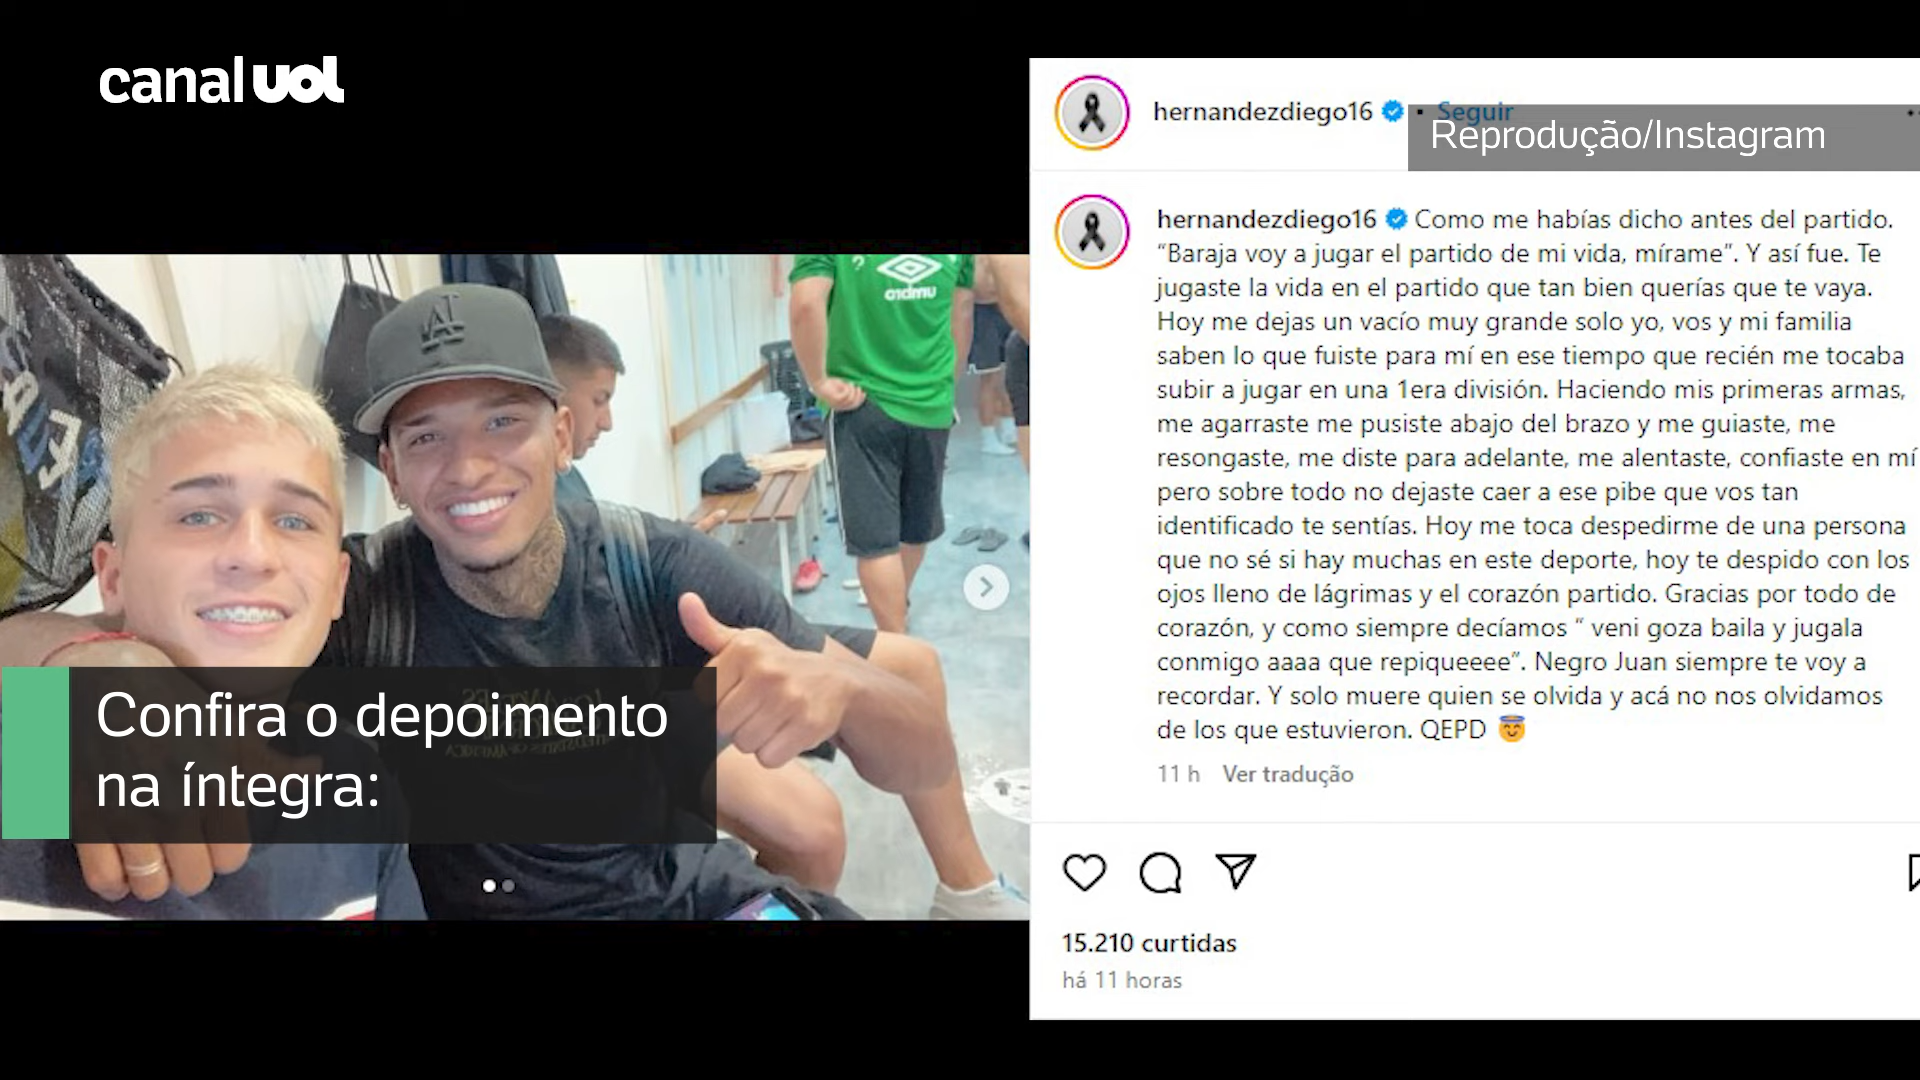 canal uol
hernandezdiego16 • Seguir
Reprodução/Instagram
hernandezdiego16 Como me habías dicho antes del partido.
“Baraja voy a jugar el partido de mi vida, mírame”. Y así fue. Te
jugaste la vida en el partido que tan bien querías que te vaya.
Hoy me dejas un vacío muy grande solo yo, vos y mi familia
saben lo que fuiste para mí en ese tiempo que recién me tocaba
subir a jugar en una 1era división. Haciendo mis primeras armas,
me agarraste me pusiste abajo del brazo y me guiaste, me
resongaste, me diste para adelante, me alentaste, confiaste en mí
pero sobre todo no dejaste caer a ese pibe que vos tan
identificado te sentías. Hoy me toca despedirme de una persona
que no sé si hay muchas en este deporte, hoy te despido con los
ojos lleno de lágrimas y el corazón partido. Gracias por todo de
corazón, y como siempre decíamos “ veni goza baila y jugala
conmigo aaaa que repiqueeee”. Negro Juan siempre te voy a
recordar. Y solo muere quien se olvida y acá no nos olvidamos
de los que estuvieron. QEPD 😇
11 h Ver tradução
15.210 curtidas
há 11 horas
umbro
LA
Confira o depoimento
na íntegra: